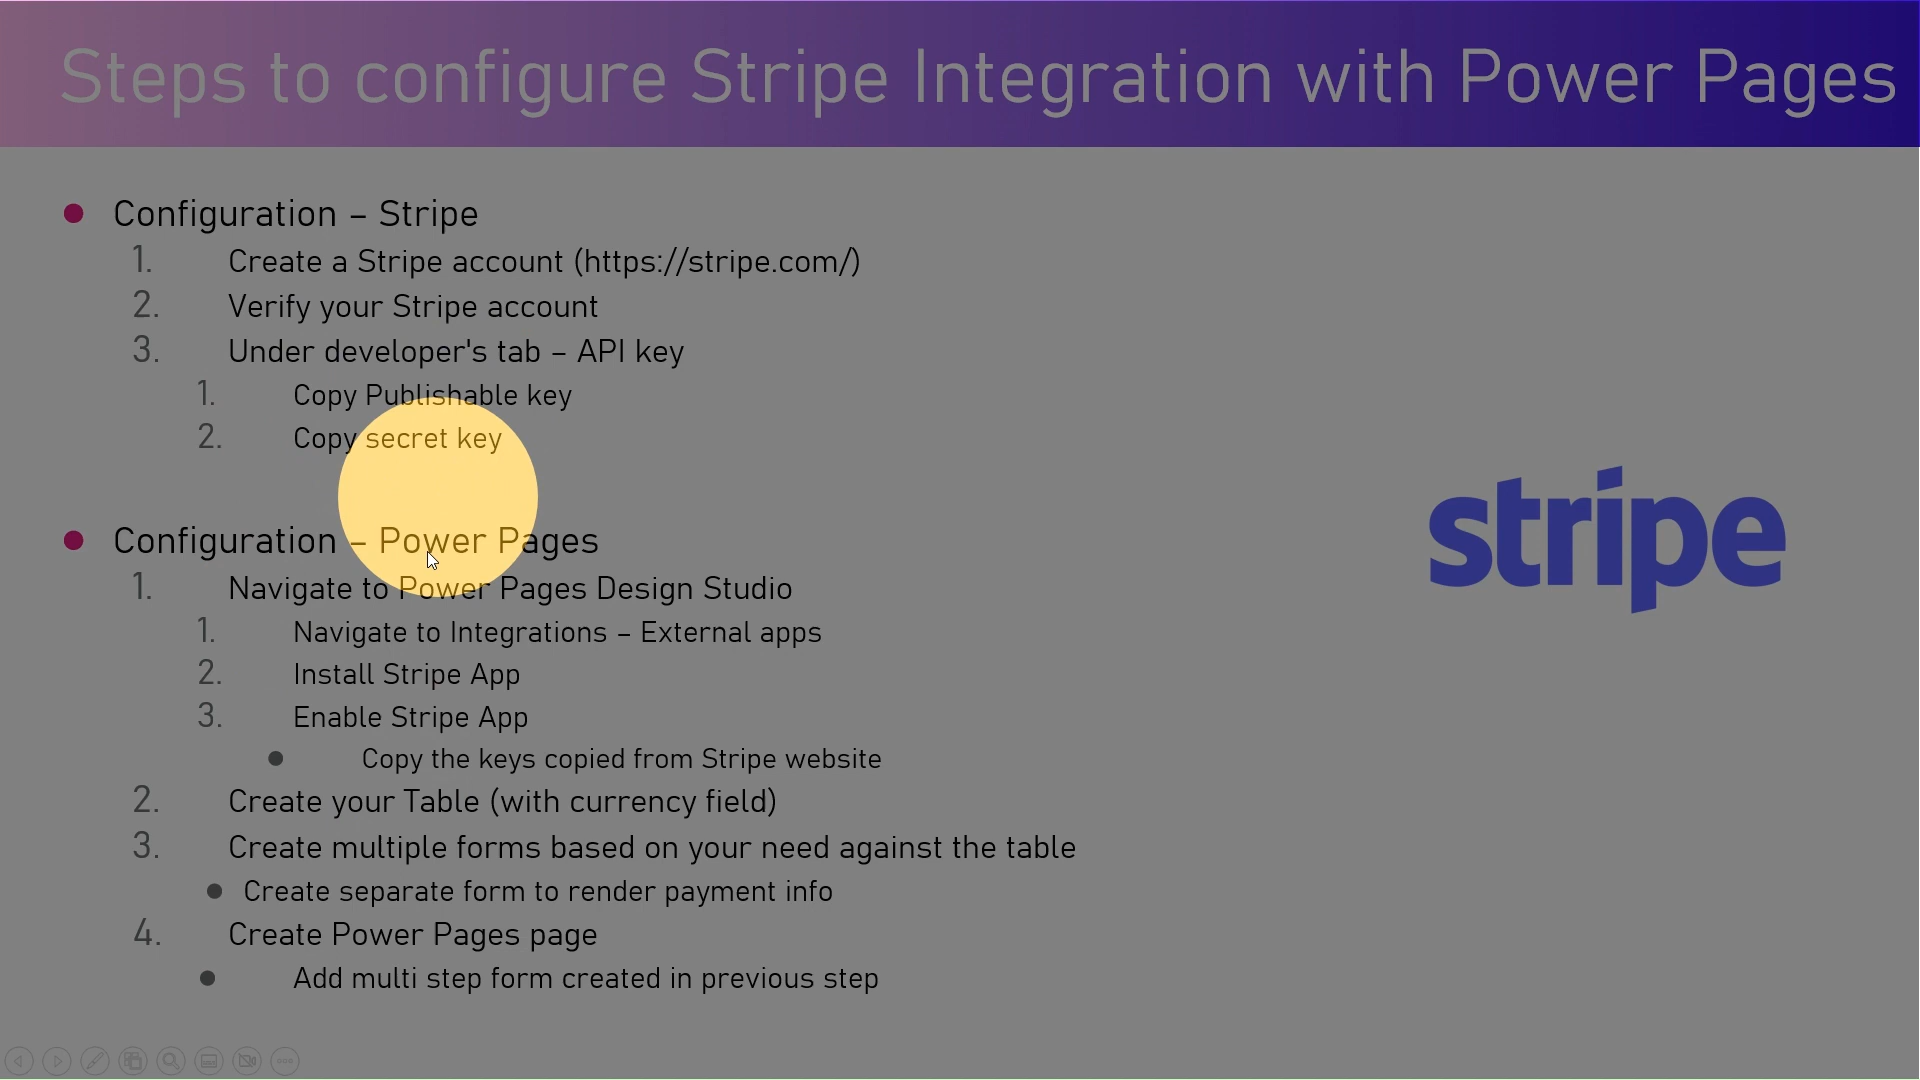 Steps to configure Stripe Integration with Power Pages
Configuration – Stripe
1. Create a Stripe account (https://stripe.com/)
2. Verify your Stripe account
3. Under developer's tab – API key
1. Copy Publishable key
2. Copy secret key
Configuration – Power Pages
1. Navigate to Power Pages Design Studio
1. Navigate to Integrations – External apps
2. Install Stripe App
3. Enable Stripe App
Copy the keys copied from Stripe website
2. Create your Table (with currency field)
3. Create multiple forms based on your need against the table
Create separate form to render payment info
4. Create Power Pages page
Add multi step form created in previous step
stripe